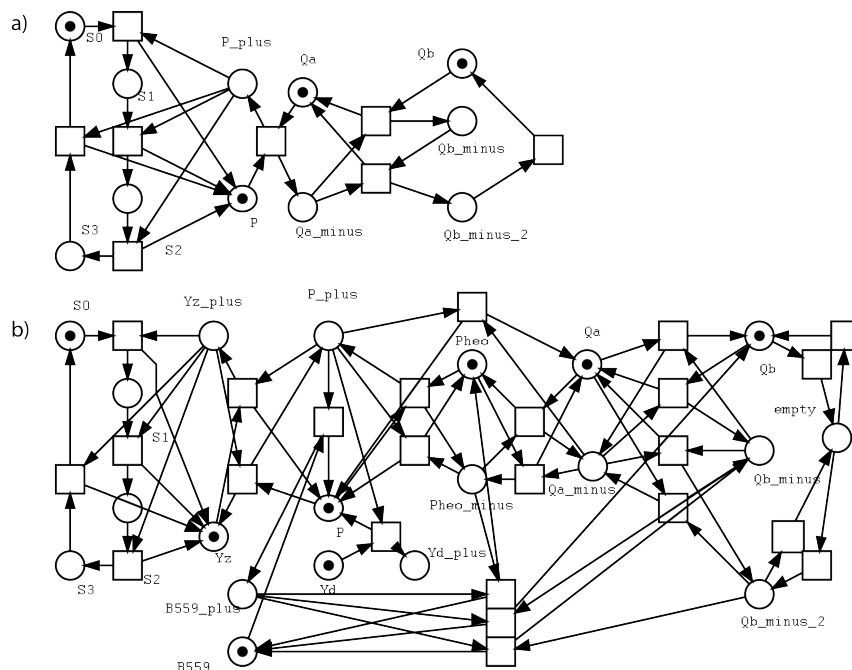 a)
S0
P_plus
Qa
Qb
S1
Qb_minus
P
S3
S2
Qa_minus
Qb_minus_2
b)
S0
Yz_plus
P_plus
Pheo
Qa
Qb
empty
S1
Qb_minus
Pheo_minus
Qa_minus
P
Yz
Yd_plus
S3
S2
Yd
B559_plus
Qb_minus_2
B559